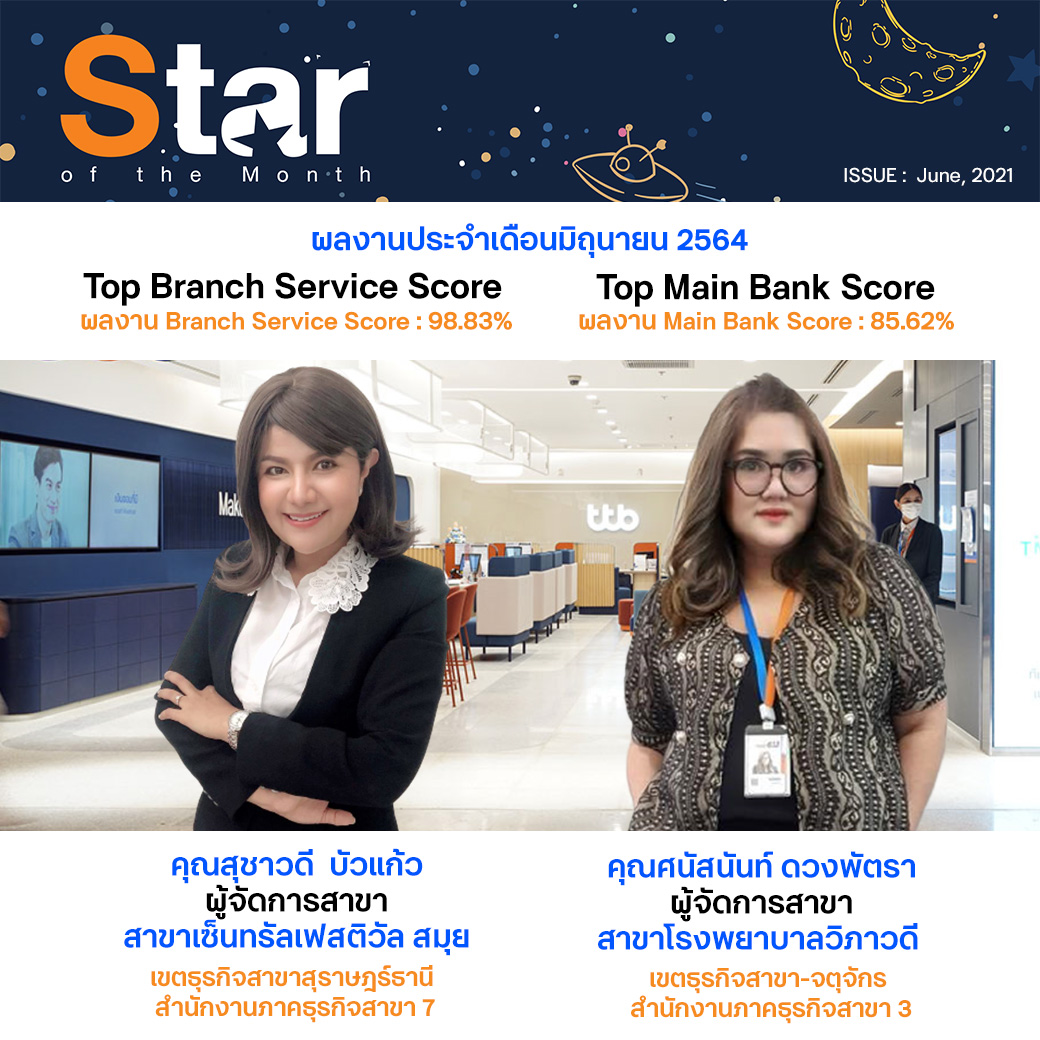 Star
of the Month
ISSUE : June, 2021
ผลงานประจำเดือนมิถุนายน 2564
Top Branch Service Score
ผลงาน Branch Service Score : 98.83%
Top Main Bank Score
ผลงาน Main Bank Score : 85.62%
Mak
ttb
คุณสุชาวดี บัวแก้ว
ผู้จัดการสาขา
สาขาเซ็นทรัลเฟสติวัล สมุย
เขตธุรกิจสาขาสุราษฎร์ธานี
สำนักงานภาคธุรกิจสาขา 7
คุณศนัสนันท์ ดวงพัตรา
ผู้จัดการสาขา
สาขาโรงพยาบาลวิภาวดี
เขตธุรกิจสาขา-จตุจักร
สำนักงานภาคธุรกิจสาขา 3